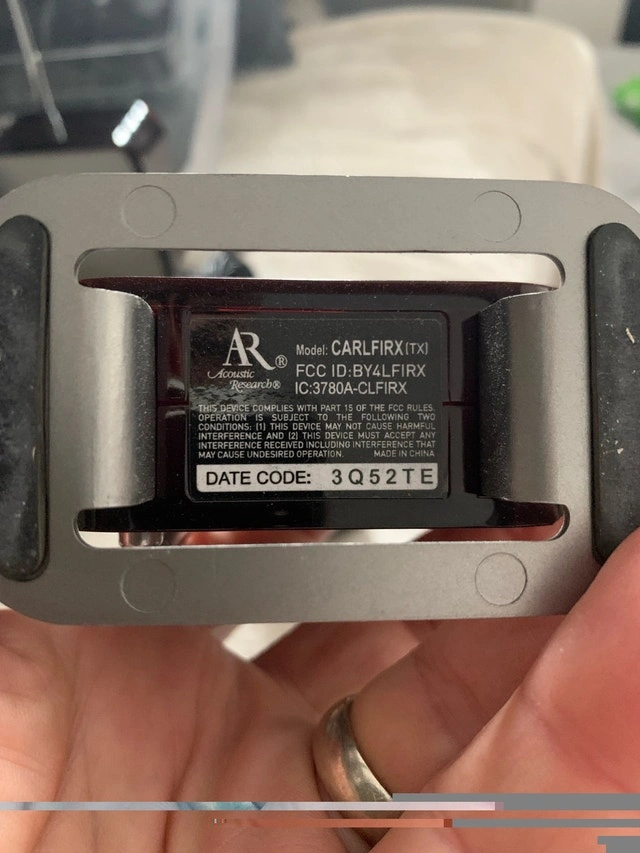 AR®
Acoustic
Research®
Model: CARLFIRX(TX)
FCC ID:BY4LFIRX
IC:3780A-CLFIRX
THIS DEVICE COMPLIES WITH PART 15 OF THE FCC RULES.
OPERATION IS SUBJECT TO THE FOLLOWING TWO
CONDITIONS: (1) THIS DEVICE MAY NOT CAUSE HARMFUL
INTERFERENCE AND (2) THIS DEVICE MUST ACCEPT ANY
INTERFERENCE RECEIVED INCLUDING INTERFERENCE THAT
MAY CAUSE UNDESIRED OPERATION. MADE IN CHINA
DATE CODE: 3Q52TE